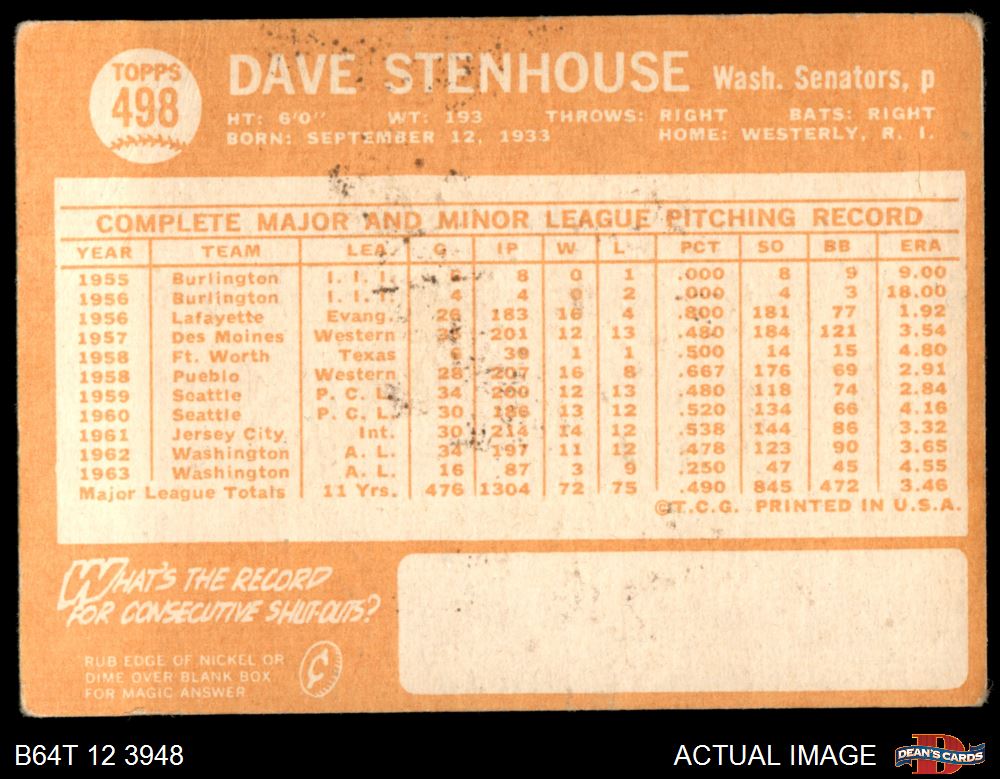 TOPPS
498
DAVE STENHOUSE Wash. Senators, p
HT: 6'0" WT: 193 THROWS: RIGHT BATS: RIGHT
BORN: SEPTEMBER 12, 1933 HOME: WESTERLY, R. I.
COMPLETE MAJOR AND MINOR LEAGUE PITCHING RECORD
YEAR TEAM LEA. G IP W L PCT SO BB ERA
1955 Burlington I. I. I. 8 0 1 .000 8 9 9.00
1956 Burlington I. I. I. 4 4 0 2 .000 4 3 18.00
1956 Lafayette Evang. 26 183 16 4 .800 181 77 1.92
1957 Des Moines Western 201 12 13 .480 184 121 3.54
1958 Ft. Worth Texas 6 30 1 1 .500 14 15 4.80
1958 Pueblo Western 28 207 16 8 .667 176 69 2.91
1959 Seattle P. C. L. 34 200 12 13 .480 118 74 2.84
1960 Seattle P. C. L. 30 186 13 12 .520 134 66 4.16
1961 Jersey City Int. 30 214 14 12 .538 144 86 3.32
1962 Washington A. L. 34 197 11 12 .478 123 90 3.65
1963 Washington A. L. 16 87 3 9 .250 47 45 4.55
Major League Totals 11 Yrs. 476 1304 72 75 .490 845 472 3.46
©T.C.G. PRINTED IN U.S.A.
WHAT'S THE RECORD
FOR CONSECUTIVE SHUT-OUTS?
RUB EDGE OF NICKEL OR
DIME OVER BLANK BOX
FOR MAGIC ANSWER
¢
B64T 12 3948 ACTUAL IMAGE DEAN'S CARDS